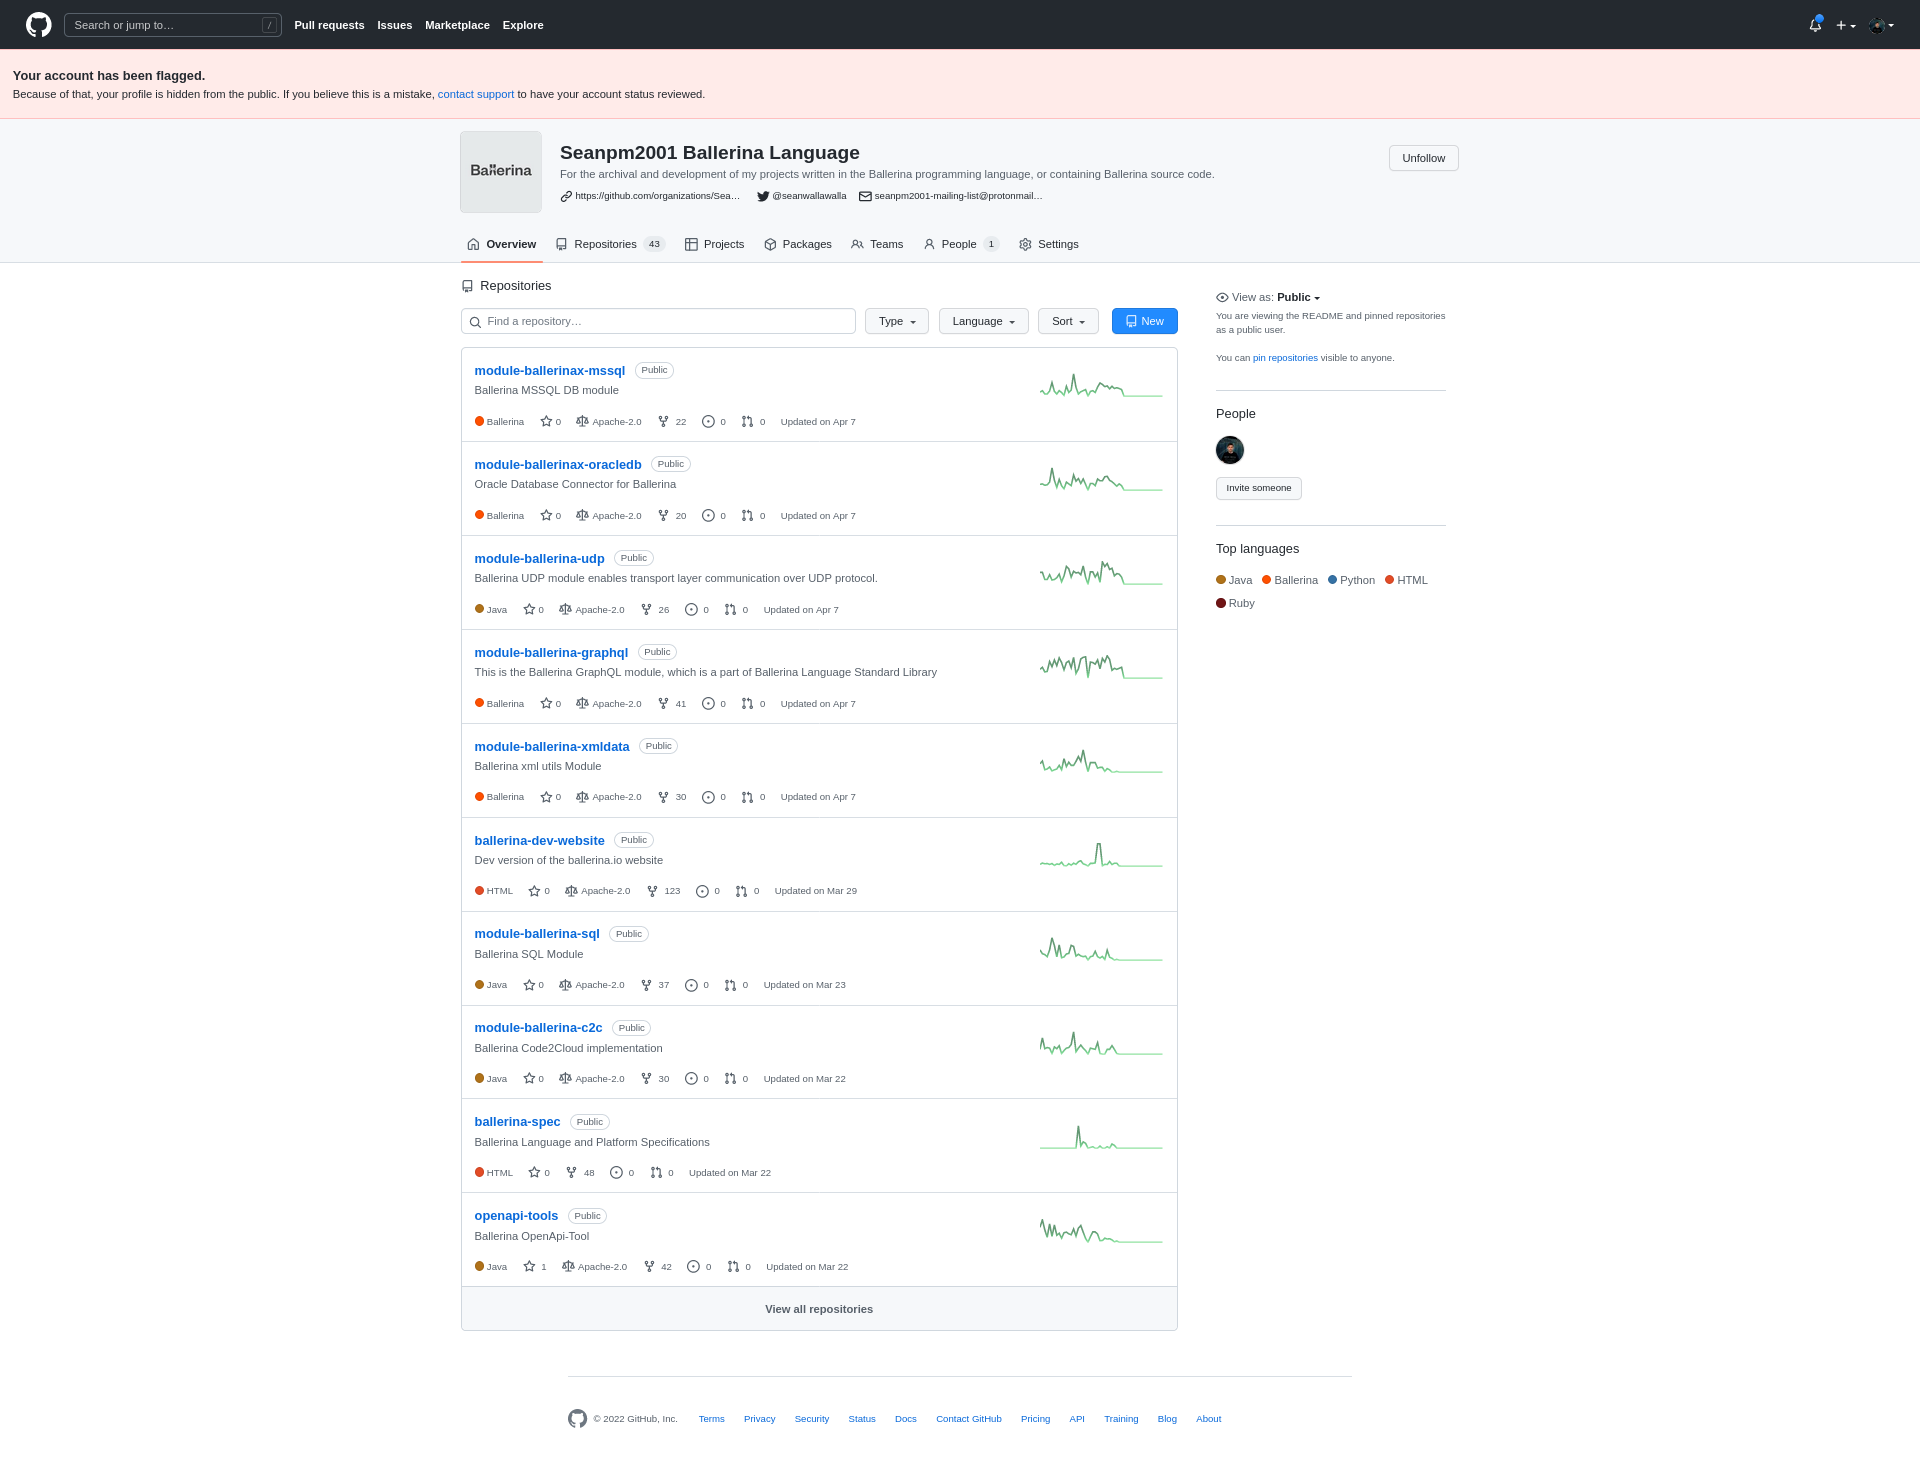 Search or jump to… /
Pull requests Issues Marketplace Explore
Your account has been flagged.
Because of that, your profile is hidden from the public. If you believe this is a mistake, contact support to have your account status reviewed.
Ballerina
Seanpm2001 Ballerina Language
For the archival and development of my projects written in the Ballerina programming language, or containing Ballerina source code.
https://github.com/organizations/Sea… @seanwallawalla seanpm2001-mailing-list@protonmail…
Unfollow
Overview Repositories 43 Projects Packages Teams People 1 Settings
Repositories
Find a repository… Type Language Sort New
module-ballerinax-mssql Public
Ballerina MSSQL DB module
Ballerina 0 Apache-2.0 22 0 0 Updated on Apr 7
module-ballerinax-oracledb Public
Oracle Database Connector for Ballerina
Ballerina 0 Apache-2.0 20 0 0 Updated on Apr 7
module-ballerina-udp Public
Ballerina UDP module enables transport layer communication over UDP protocol.
Java 0 Apache-2.0 26 0 0 Updated on Apr 7
module-ballerina-graphql Public
This is the Ballerina GraphQL module, which is a part of Ballerina Language Standard Library
Ballerina 0 Apache-2.0 41 0 0 Updated on Apr 7
module-ballerina-xmldata Public
Ballerina xml utils Module
Ballerina 0 Apache-2.0 30 0 0 Updated on Apr 7
ballerina-dev-website Public
Dev version of the ballerina.io website
HTML 0 Apache-2.0 123 0 0 Updated on Mar 29
module-ballerina-sql Public
Ballerina SQL Module
Java 0 Apache-2.0 37 0 0 Updated on Mar 23
module-ballerina-c2c Public
Ballerina Code2Cloud implementation
Java 0 Apache-2.0 30 0 0 Updated on Mar 22
ballerina-spec Public
Ballerina Language and Platform Specifications
HTML 0 48 0 0 Updated on Mar 22
openapi-tools Public
Ballerina OpenApi-Tool
Java 1 Apache-2.0 42 0 0 Updated on Mar 22
View all repositories
View as: Public
You are viewing the README and pinned repositories
as a public user.
You can pin repositories visible to anyone.
People
Invite someone
Top languages
Java Ballerina Python HTML
Ruby
© 2022 GitHub, Inc. Terms Privacy Security Status Docs Contact GitHub Pricing API Training Blog About